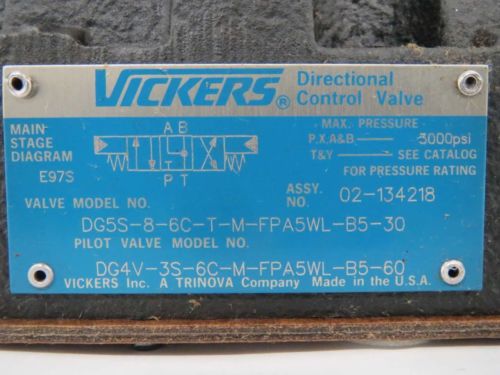 VICKERS® Directional
Control Valve
MAIN
STAGE
DIAGRAM
E97S
A B
P T
MAX. PRESSURE
P.X.A&B 3000psi
T&Y SEE CATALOG
FOR PRESSURE RATING
ASSY.
NO. 02-134218
VALVE MODEL NO.
DG5S-8-6C-T-M-FPA5WL-B5-30
PILOT VALVE MODEL NO.
DG4V-3S-6C-M-FPA5WL-B5-60
VICKERS Inc. A TRINOVA Company Made in the U.S.A.